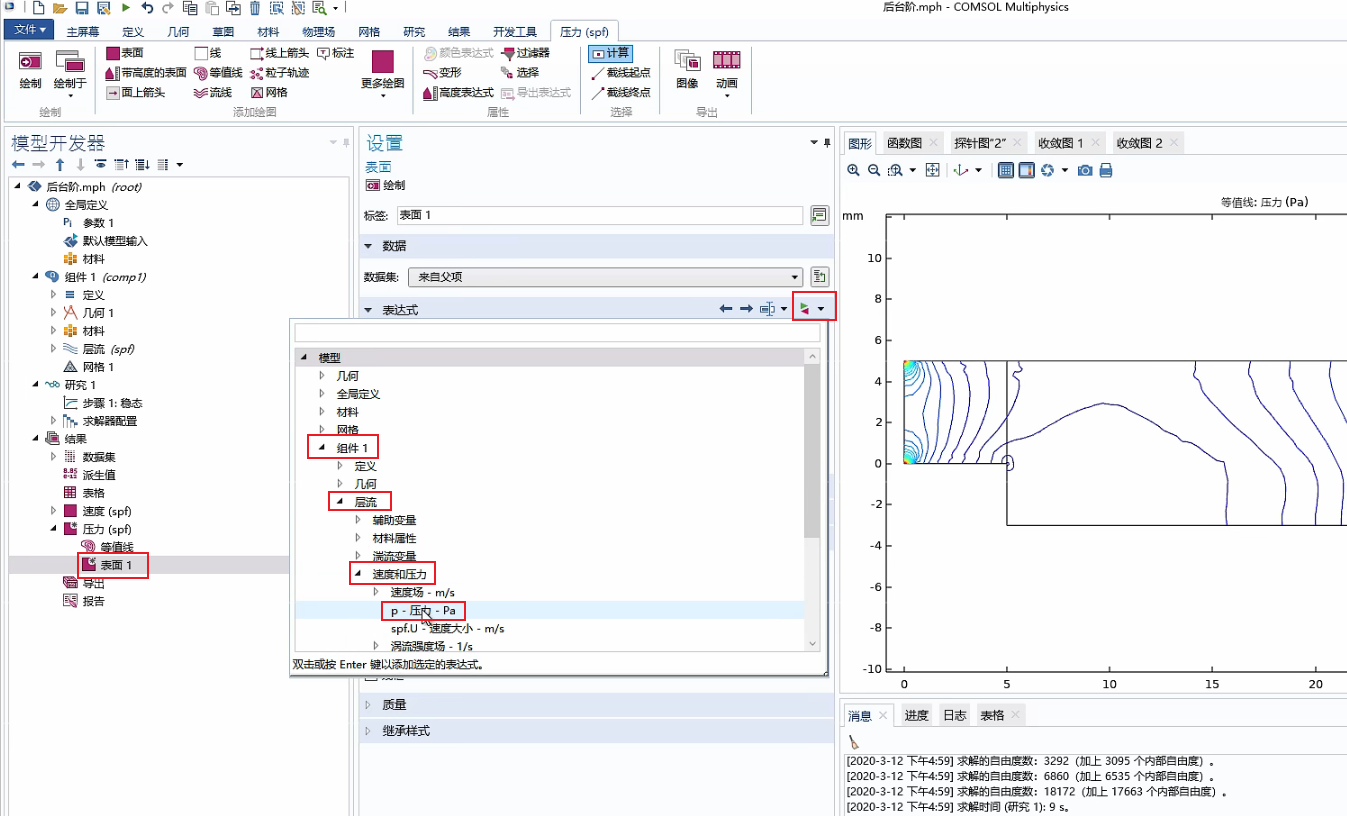 后台阶.mph - COMSOL Multiphysics
文件 主屏幕 定义 几何 草图 材料 物理场 网格 研究 结果 开发工具 压力 (spf)
表面 线 线上箭头 标注 颜色表达式 过滤器 计算
绘制 绘制于 带高度的表面 等值线 粒子轨迹 更多绘图 变形 选择 截线起点 图像 动画
面上箭头 流线 网格 高度表达式 导出表达式 截线终点
绘制 添加绘图 属性 选择 导出
模型开发器
后台阶.mph (root)
全局定义
Pi 参数 1
默认模型输入
材料
组件 1 (comp1)
定义
几何 1
材料
层流 (spf)
网格 1
研究 1
步骤 1: 稳态
求解器配置
结果
数据集
派生值
表格
速度 (spf)
压力 (spf)
等值线
表面 1
导出
报告
设置
表面
绘制
标签: 表面 1
数据
数据集: 来自父项
表达式
模型
几何
全局定义
材料
网格
组件 1
定义
几何
层流
辅助变量
材料属性
湍流变量
速度和压力
速度场 - m/s
p - 压力 - Pa
spf.U - 速度大小 - m/s
涡流强度场 - 1/s
双击或按 Enter 键以添加选定的表达式。
质量
继承样式
图形 函数图 探针图“2” 收敛图 1 收敛图 2
等值线: 压力 (Pa)
mm
10
8
6
4
2
0
-2
-4
-6
-8
-10
0 5 10 15 20
消息 进度 日志 表格
[2020-3-12 下午4:59] 求解的自由度数：3292（加上 3095 个内部自由度）。
[2020-3-12 下午4:59] 求解的自由度数：6860（加上 6535 个内部自由度）。
[2020-3-12 下午4:59] 求解的自由度数：18172（加上 17663 个内部自由度）。
[2020-3-12 下午4:59] 求解时间 (研究 1): 9 s。